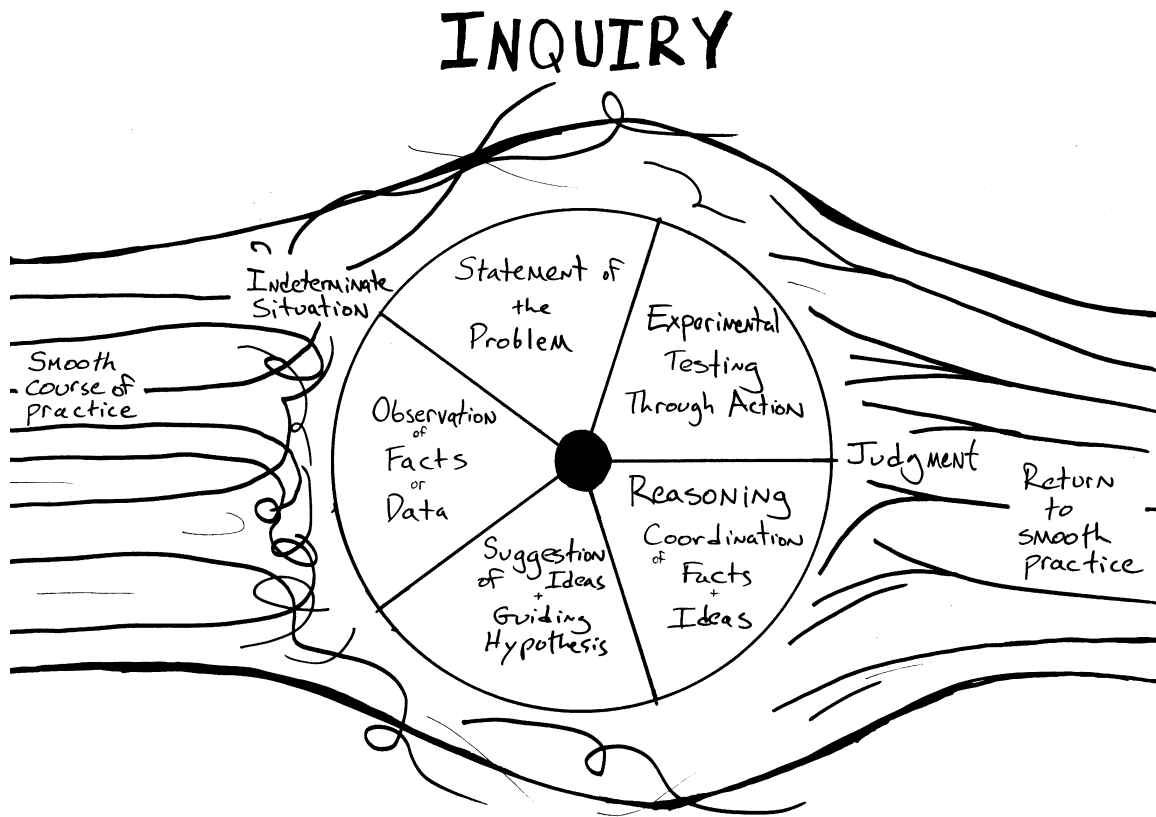 INQUIRY
Indeterminate
Situation
Smooth
course of
practice
Statement of
the
Problem
Experimental
Testing
Through Action
Observation
of
Facts
or
Data
Suggestion
of Ideas
+
Guiding
Hypothesis
Reasoning
Coordination
of
Facts
+
Ideas
Judgment
Return
to
smooth
practice